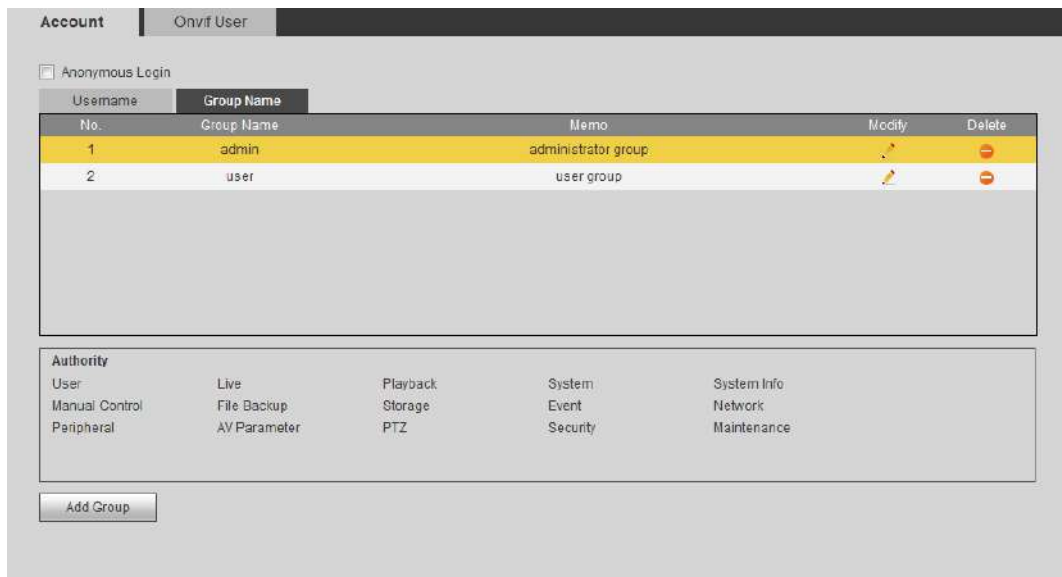 Account Onvif User
Anonymous Login
Username Group Name
No. Group Name Memo Modify Delete
1 admin administrator group
2 user user group
Authority
User Live Playback System System Info
Manual Control File Backup Storage Event Network
Peripheral AV Parameter PTZ Security Maintenance
Add Group